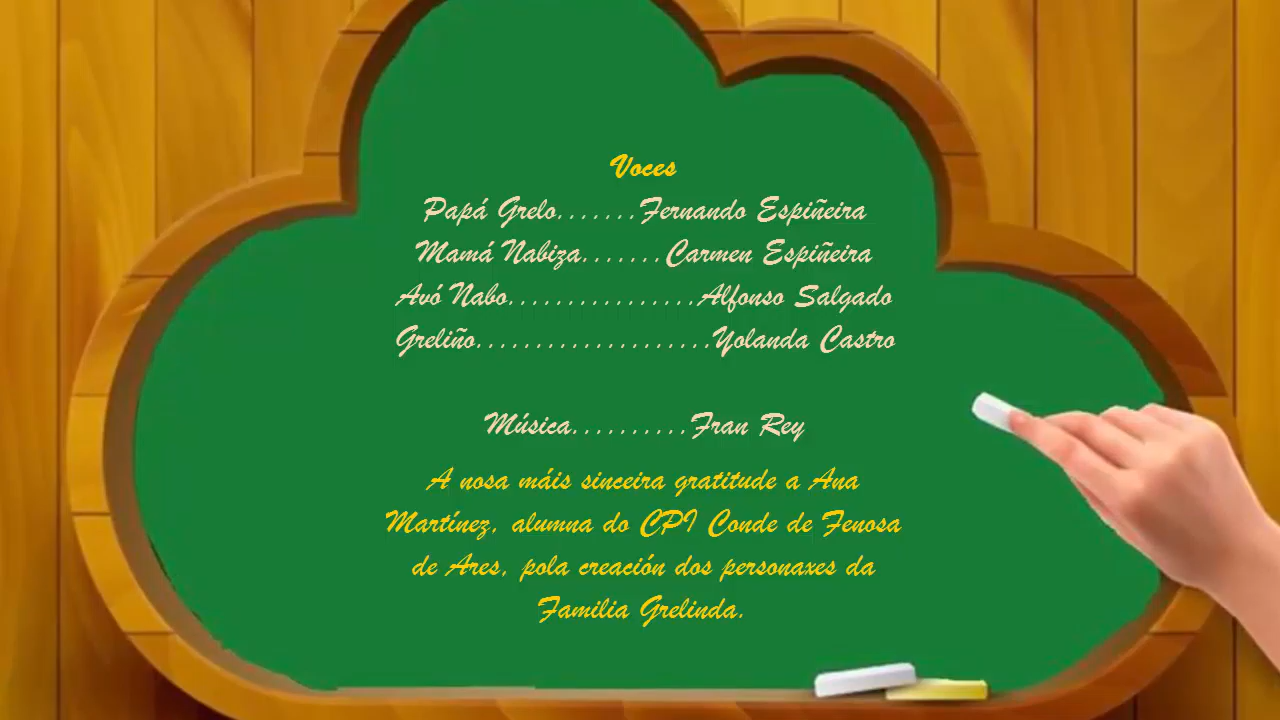 Voces
Papá Grelo.......Fernando Espiñeira
Mamá Nabiza.......Carmen Espiñeira
Avó Nabo................Alfonso Salgado
Greliño....................Yolanda Castro
Música..........Fran Rey
A nosa máis sinceira gratitude a Ana
Martínez, alumna do CPI Conde de Fenosa
de Ares, pola creación dos personaxes da
Familia Grelinda.